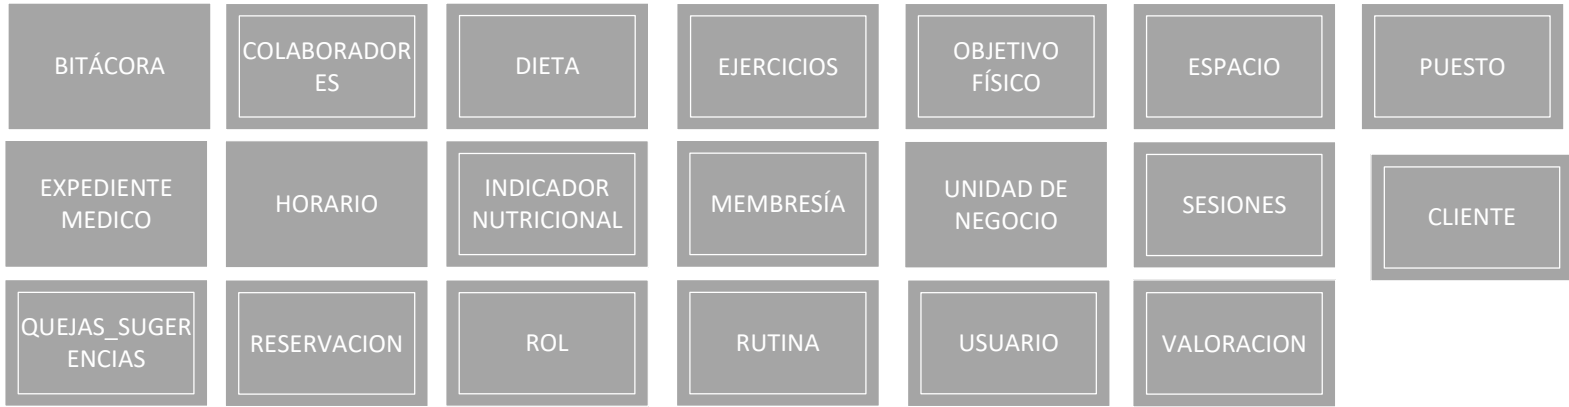 BITÁCORA
COLABORADOR
ES
DIETA
EJERCICIOS
OBJETIVO
FÍSICO
ESPACIO
PUESTO
EXPEDIENTE
MEDICO
HORARIO
INDICADOR
NUTRICIONAL
MEMBRESÍA
UNIDAD DE
NEGOCIO
SESIONES
CLIENTE
QUEJAS_SUGER
ENCIAS
RESERVACION
ROL
RUTINA
USUARIO
VALORACION